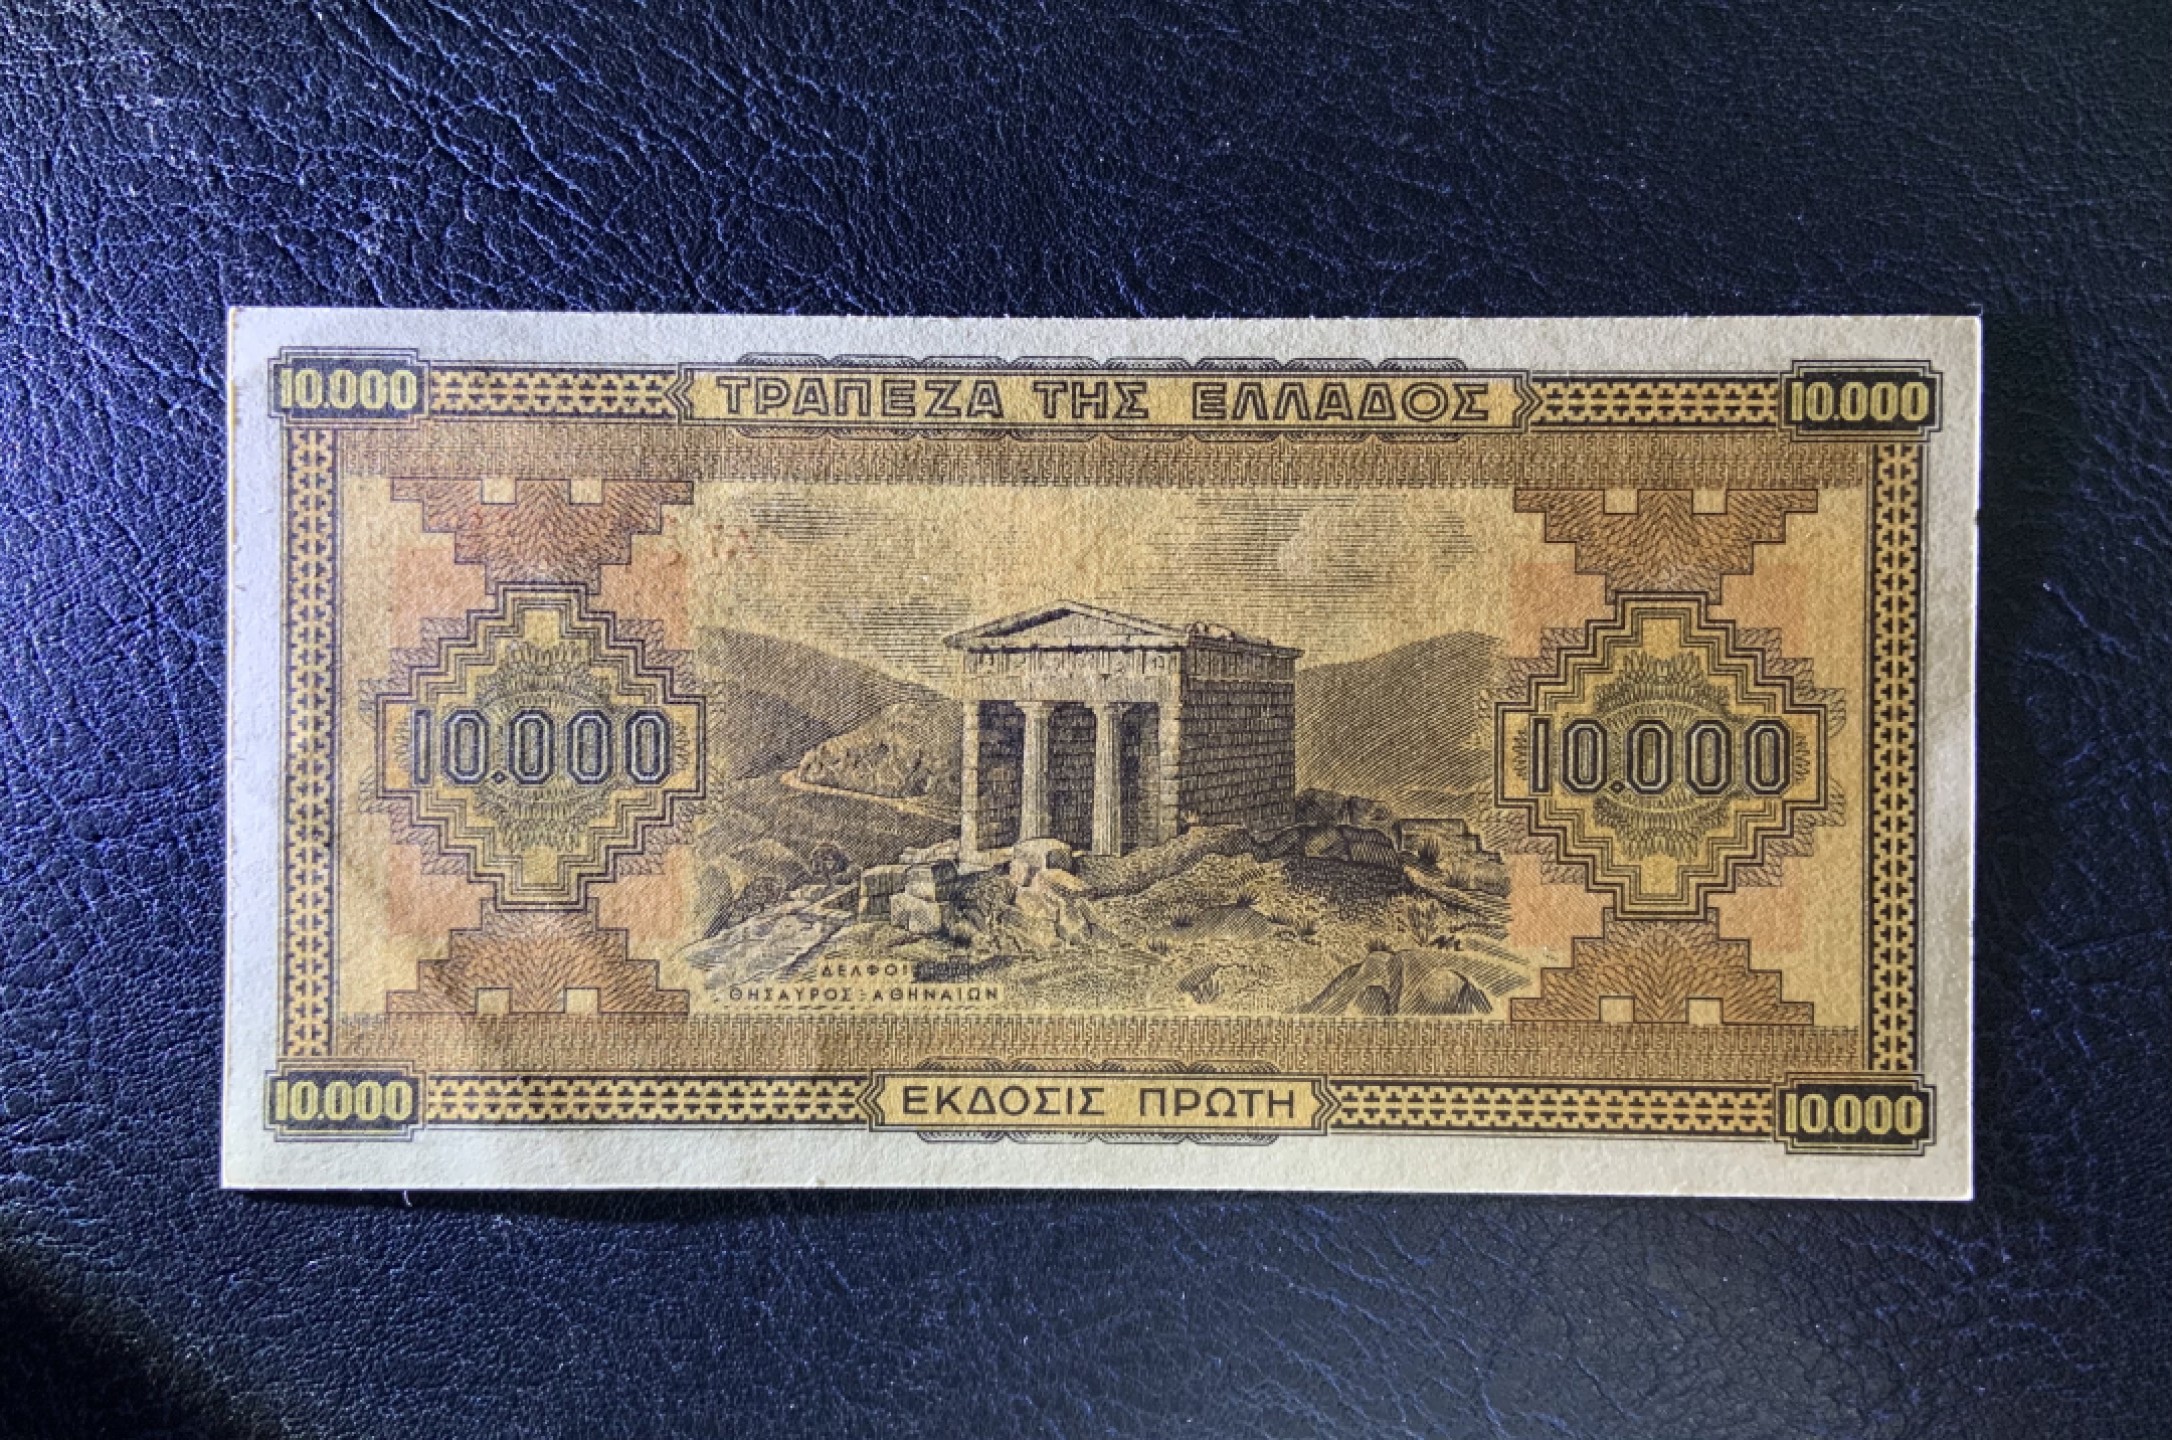 10.000 ΤΡΑΠΕΖΑ ΤΗΣ ΕΛΛΑΔΟΣ 10.000
10.000 10.000
ΔΕΛΦΟΙ
ΘΗΣΑΥΡΟΣ ΑΘΗΝΑΙΩΝ
10.000 ΕΚΔΟΣΙΣ ΠΡΩΤΗ 10.000